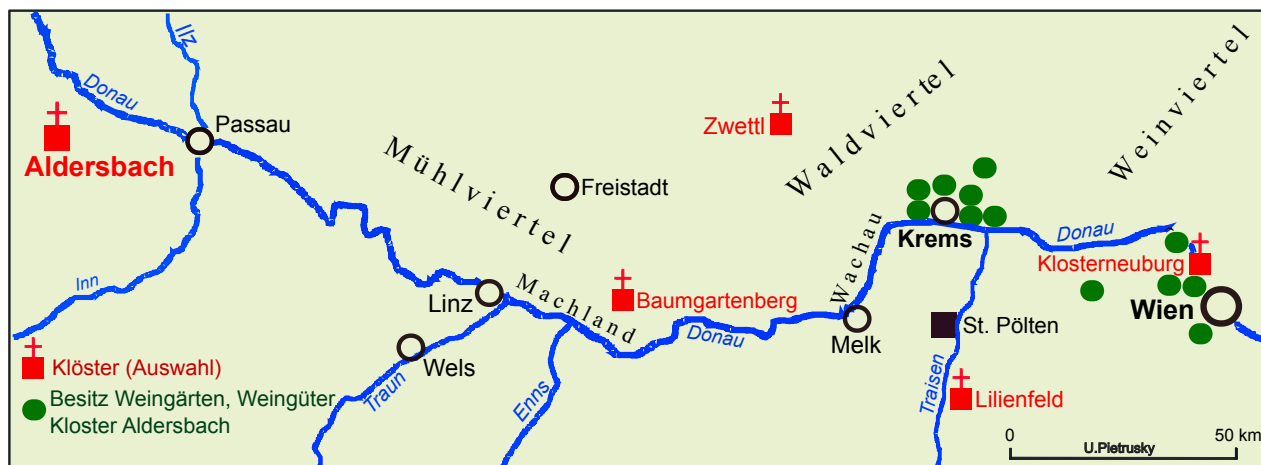 Ilz
Donau
Passau
Aldersbach
Zwettl
Mühlviertel
Freistadt
Waldviertel
Weinviertel
Krems
Donau
Klosterneuburg
Wachau
Inn
Linz
Machland
Baumgartenberg
Wien
Donau
Melk
St. Pölten
Wels
Traun
Enns
Traisen
Lilienfeld
Klöster (Auswahl)
Besitz Weingärten, Weingüter
Kloster Aldersbach
0
50 km
U.Pietrusky